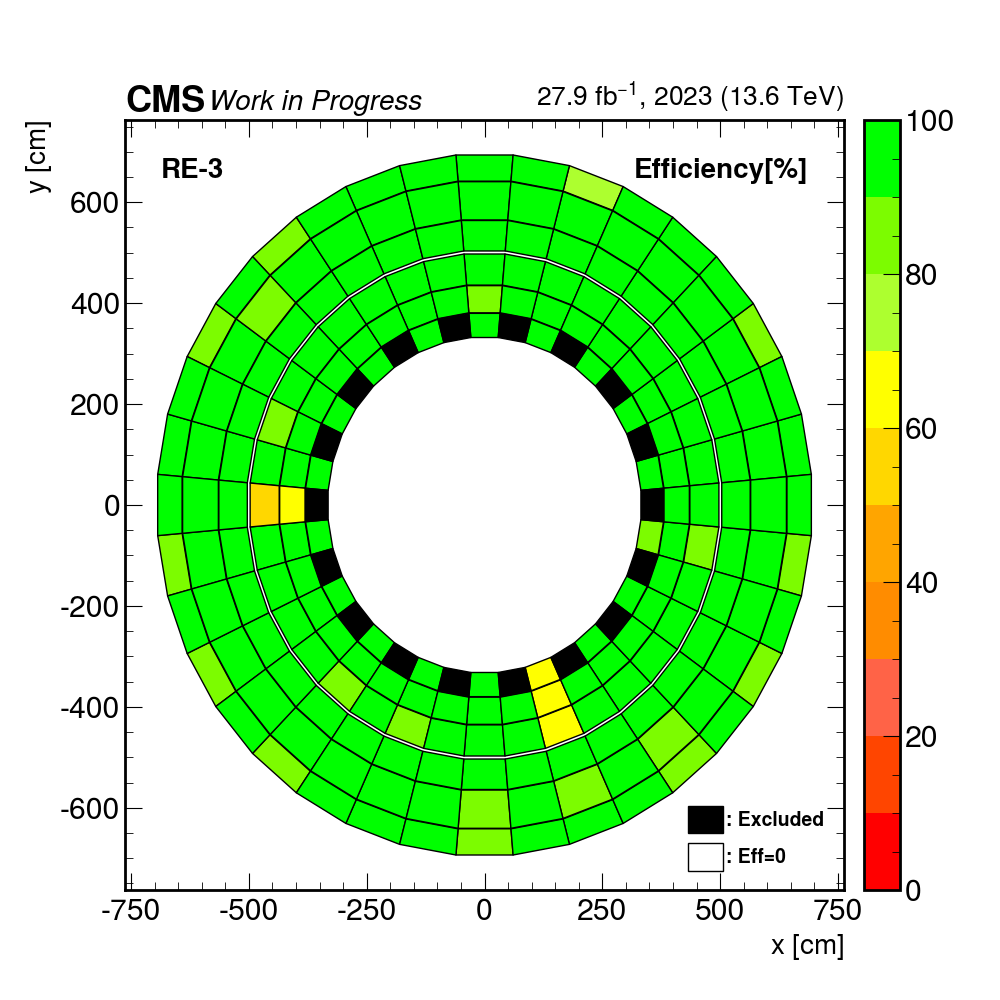 CMS Work in Progress
27.9 fb⁻¹, 2023 (13.6 TeV)
y [cm]
RE-3
Efficiency[%]
600
400
200
0
-200
-400
-600
: Excluded
: Eff=0
-750 -500 -250 0 250 500 750
x [cm]
100
80
60
40
20
0